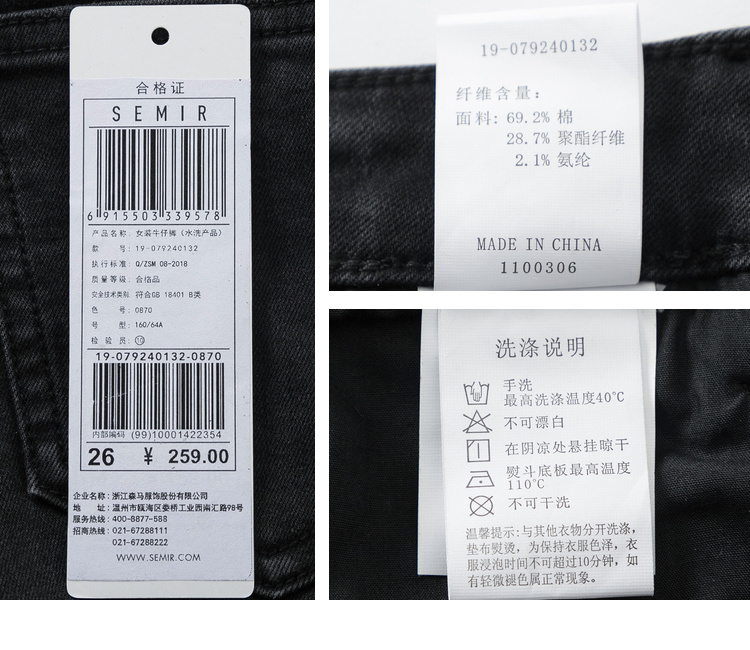 合格证
SEMIR
6 915503 339578
产品名称: 女装牛仔裤(水洗产品)
款 号: 19-079240132
执行标准: Q/ZSM 08-2018
质量等级: 合格品
安全技术类别: 符合GB 18401 B类
色 号: 0870
号 型: 160/64A
检 验 员: ⑩
19-079240132-0870
内部编码 (99)10001422354
26 ¥ 259.00
企业名称: 浙江森马服饰股份有限公司
地 址: 温州市瓯海区娄桥工业园南汇路98号
服务热线: 400-8877-588
招商热线: 021-67288111
021-67288222
WWW.SEMIR.COM
19-079240132
纤维含量:
面料: 69.2% 棉
28.7% 聚酯纤维
2.1% 氨纶
MADE IN CHINA
1100306
洗涤说明
手洗
最高洗涤温度40℃
不可漂白
在阴凉处悬挂晾干
熨斗底板最高温度
110℃
不可干洗
温馨提示:与其他衣物分开洗涤,
垫布熨烫,为保持衣服色泽,衣
服浸泡时间不可超过10分钟,如
有轻微褪色属正常现象。